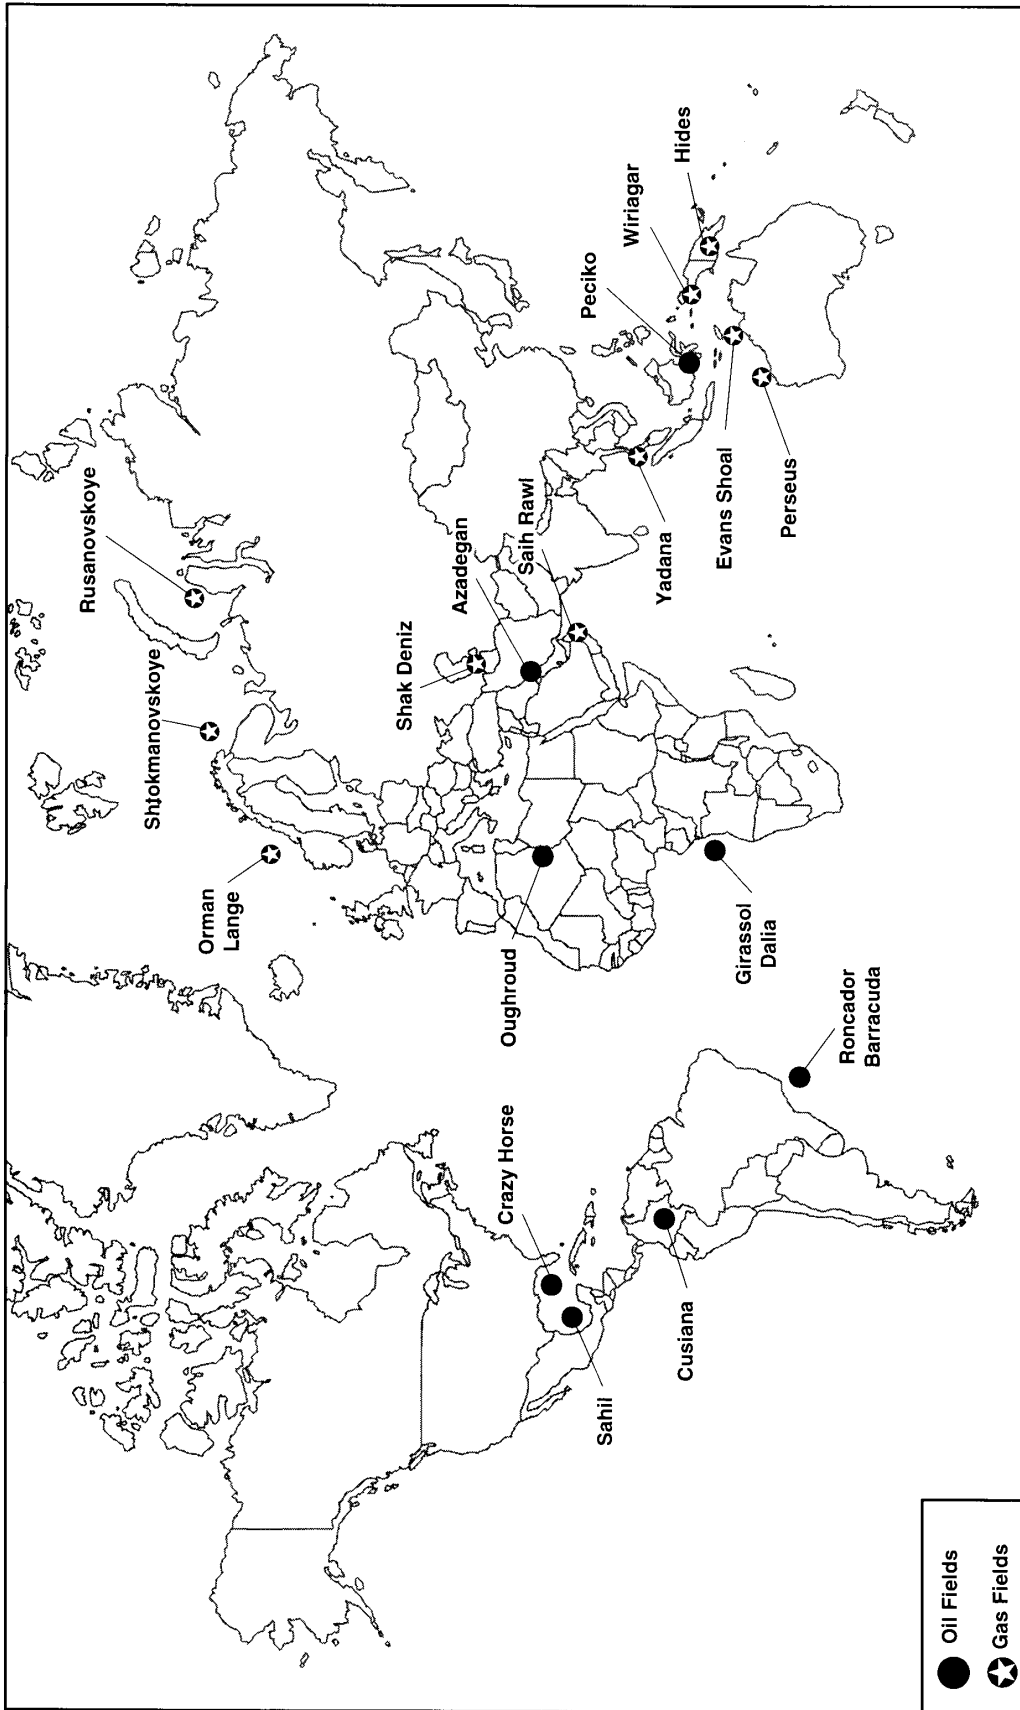 Rusanovskoye
Shtokmanovskoye
Orman
Lange
Shak Deniz
Azadegan
Crazy Horse
Oughroud
Saih Rawl
Peciko
Sahil
Wiriagar
Yadana
Hides
Cusiana
Evans Shoal
Girassol
Dalia
Perseus
Roncador
Barracuda
Oil Fields
Gas Fields